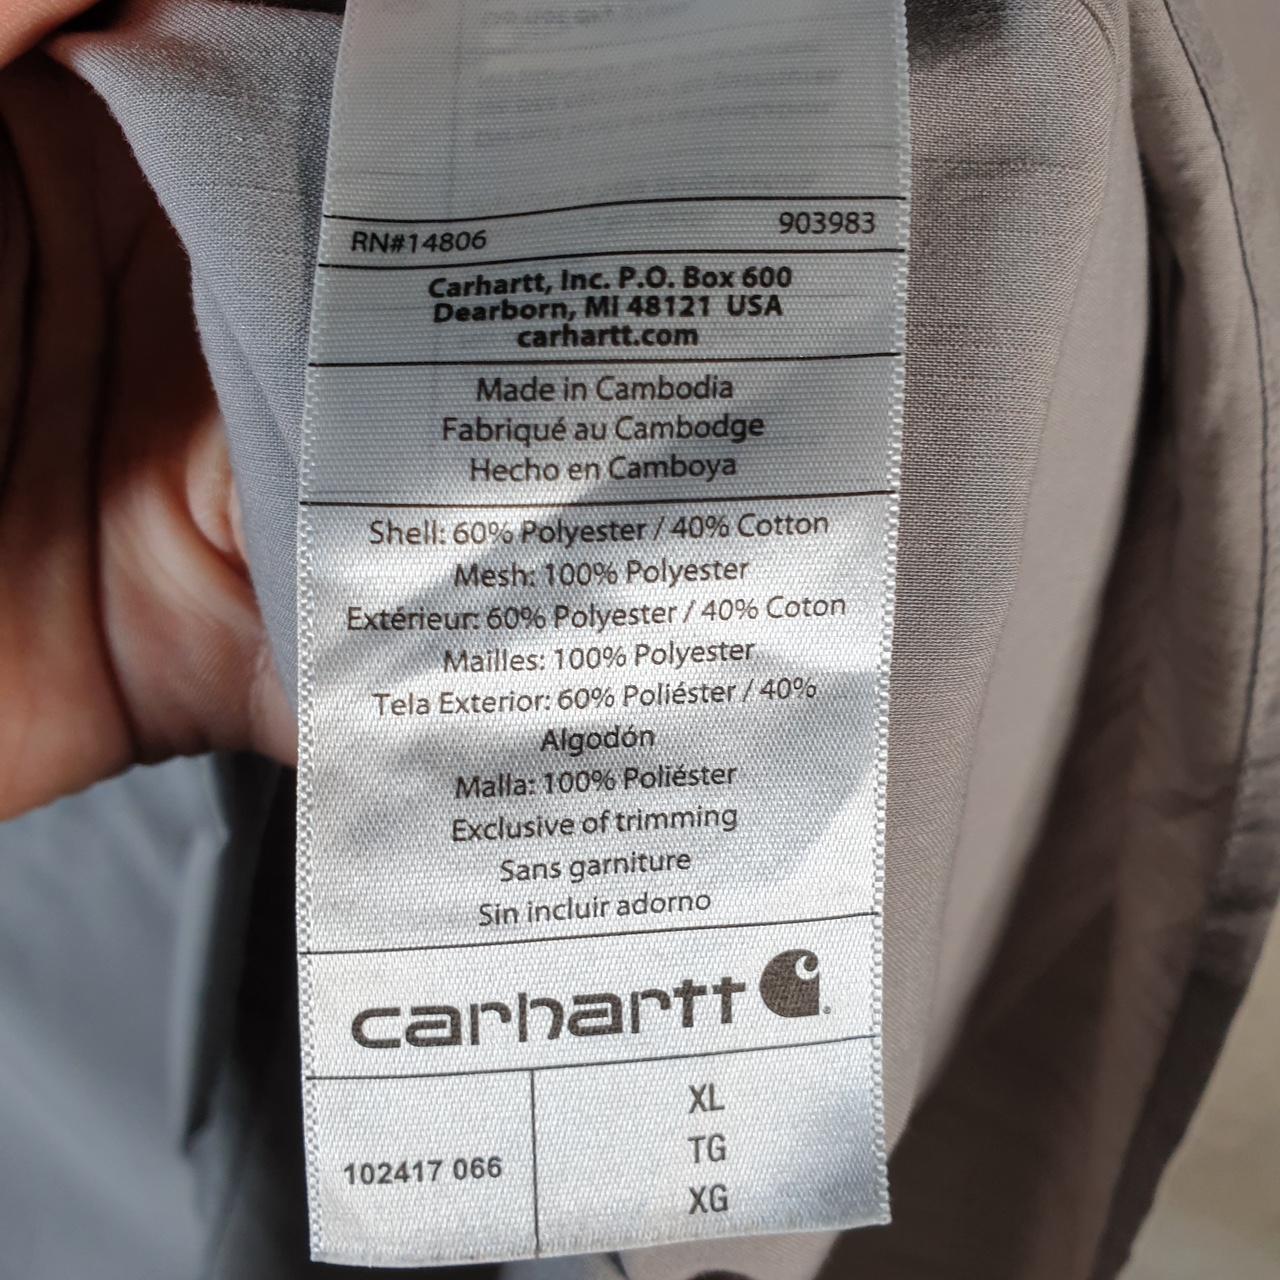 RN#14806 903983
Carhartt, Inc. P.O. Box 600
Dearborn, MI 48121 USA
carhartt.com
Made in Cambodia
Fabriqué au Cambodge
Hecho en Camboya
Shell: 60% Polyester / 40% Cotton
Mesh: 100% Polyester
Extérieur: 60% Polyester / 40% Coton
Mailles: 100% Polyester
Tela Exterior: 60% Poliéster / 40%
Algodón
Malla: 100% Poliéster
Exclusive of trimming
Sans garniture
Sin incluir adorno
carhartt
102417 066
XL
TG
XG